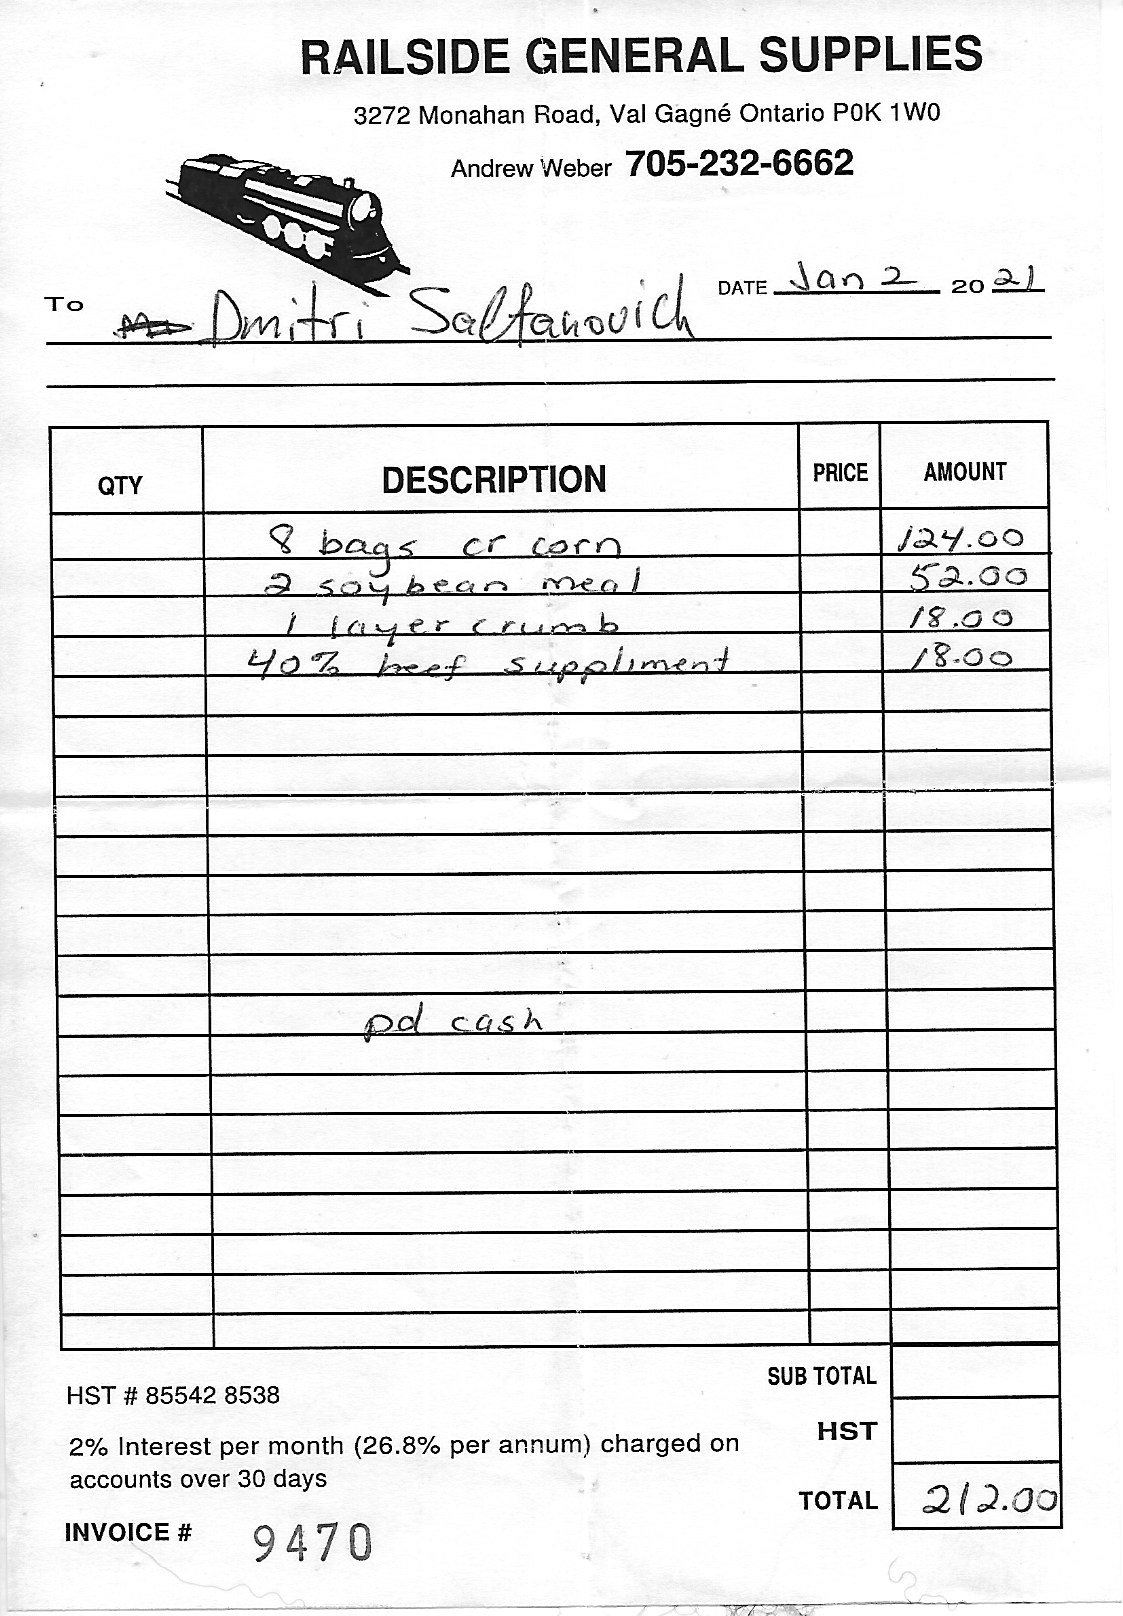 RAILSIDE GENERAL SUPPLIES
3272 Monahan Road, Val Gagné Ontario P0K 1W0
Andrew Weber 705-232-6662
DATE Jan 2 2021
To Dmitri Saltanovich
QTY DESCRIPTION PRICE AMOUNT
8 bags cr corn 124.00
2 soybean meal 52.00
1 layer crumb 18.00
40% beef suppliment 18.00
pd cash
SUB TOTAL
HST # 85542 8538
HST
2% Interest per month (26.8% per annum) charged on
accounts over 30 days
TOTAL 212.00
INVOICE # 9470